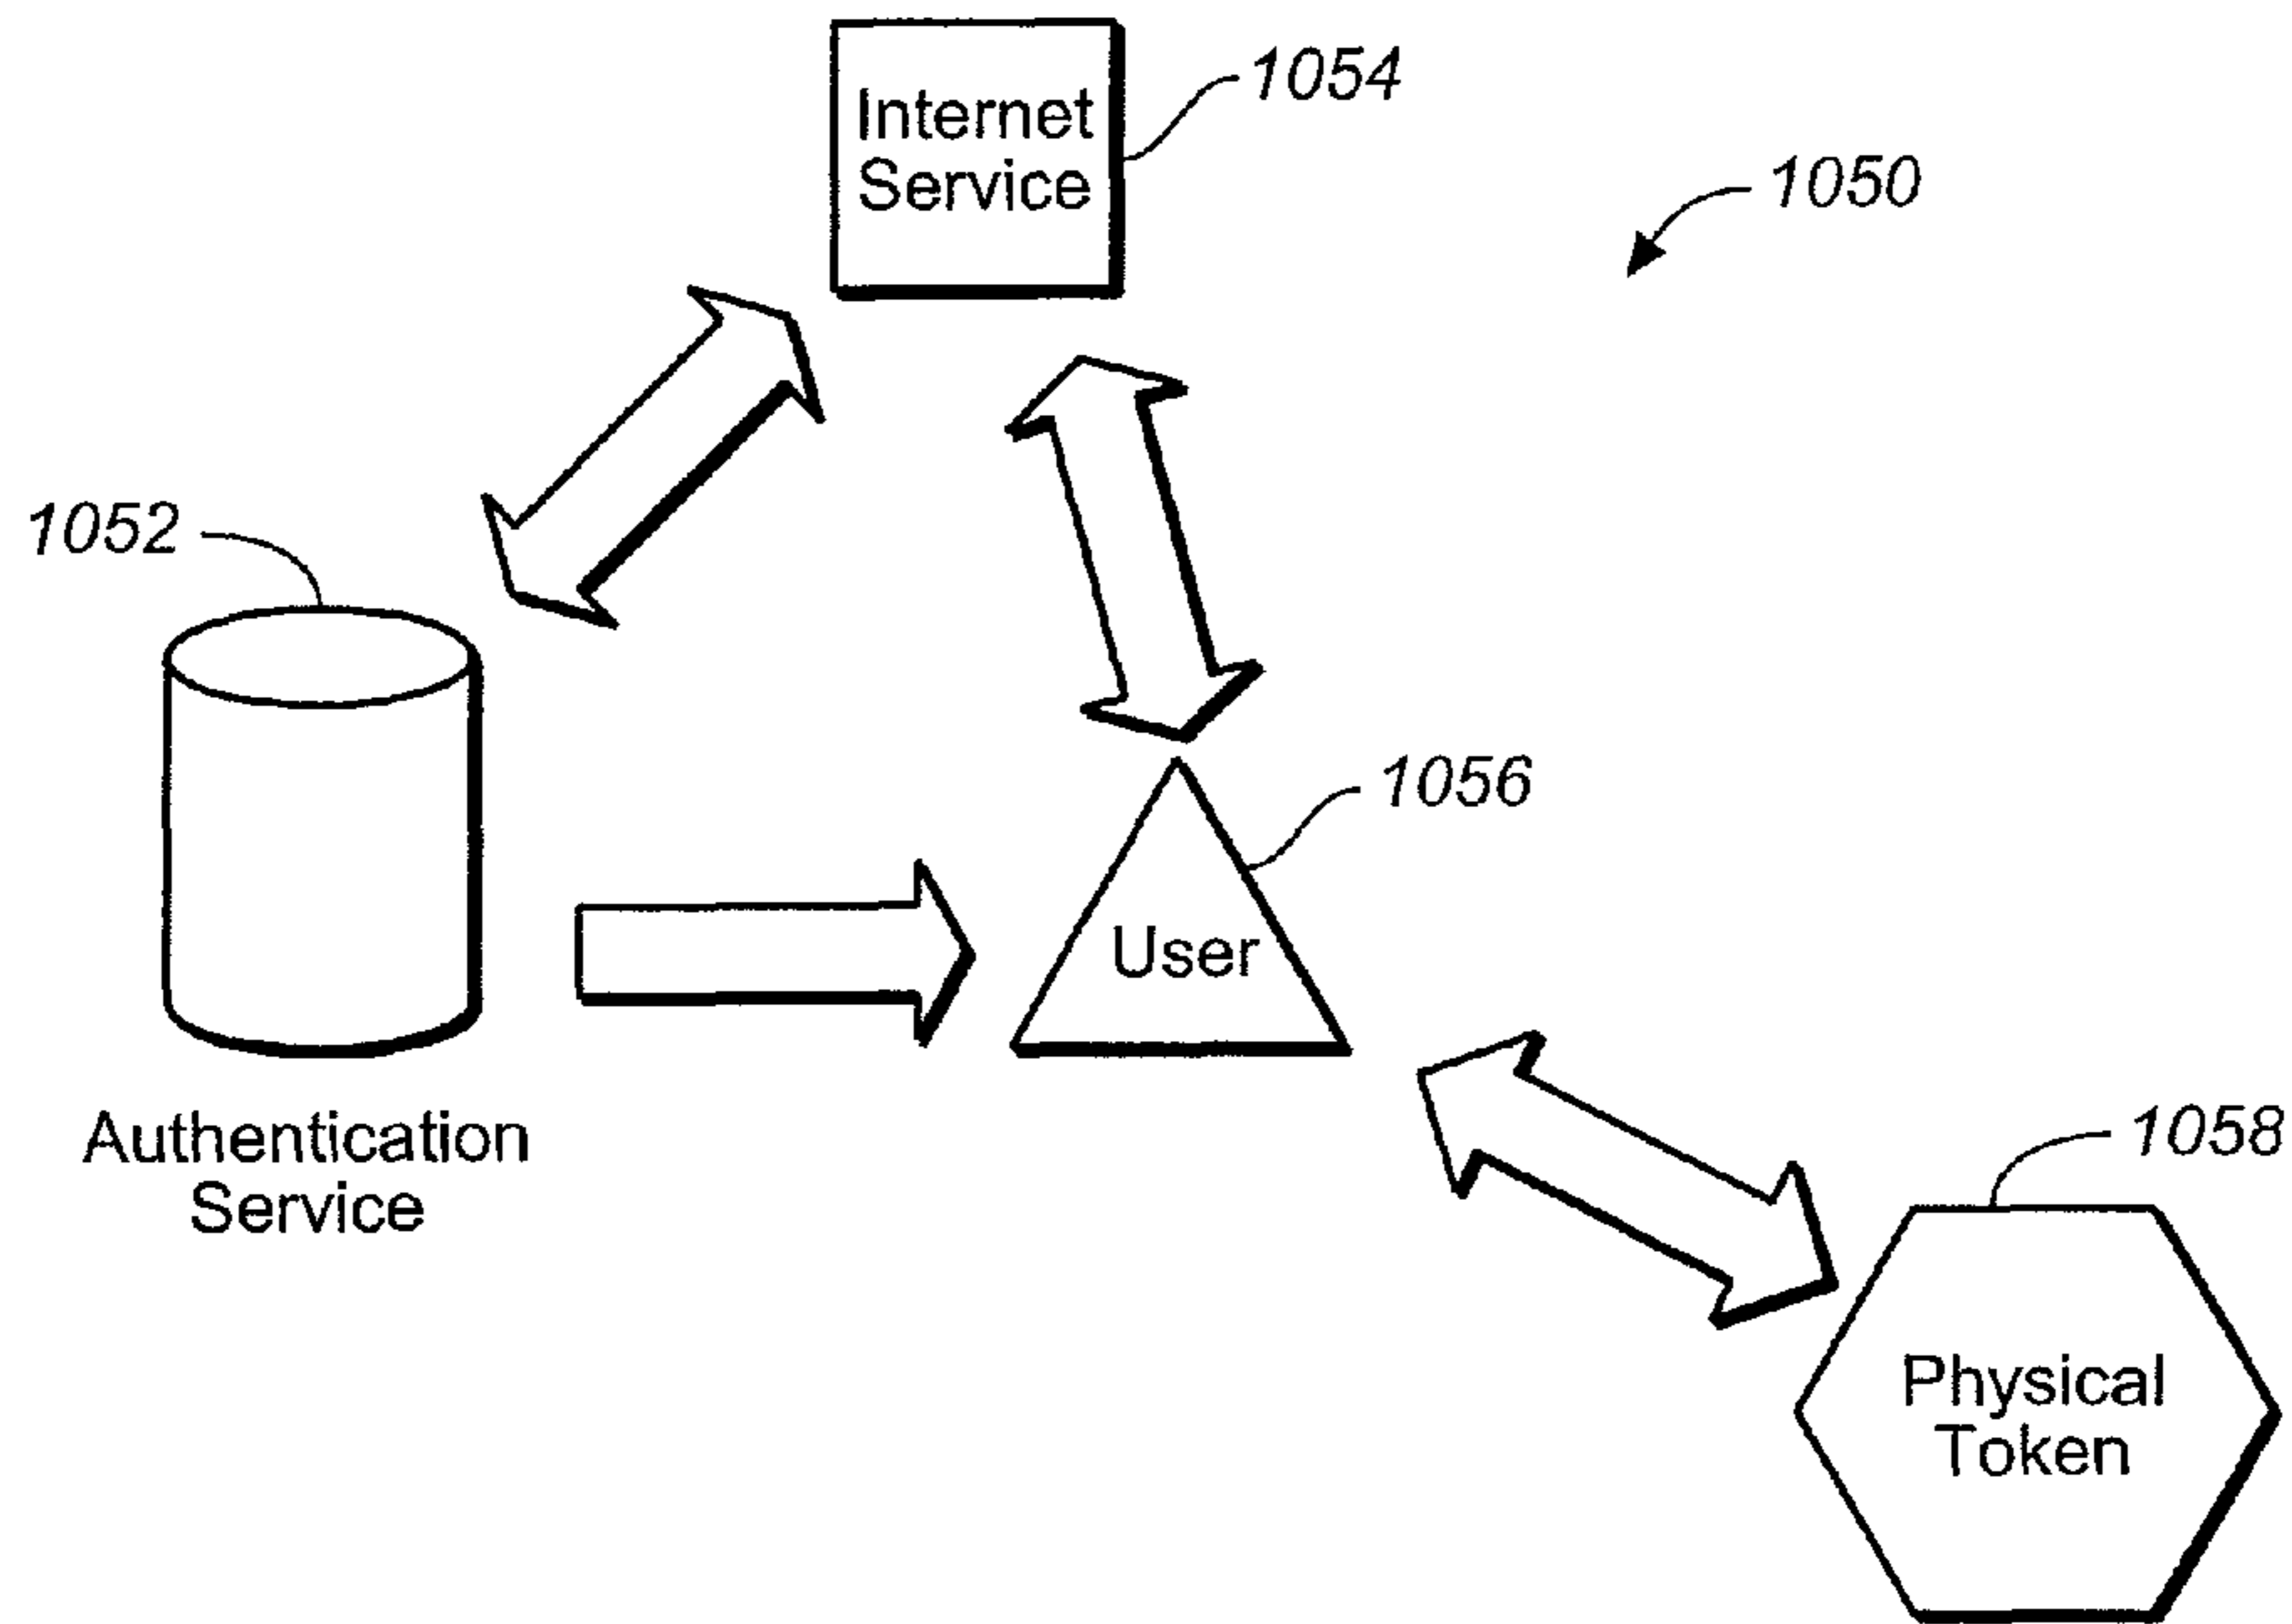 Internet
Service
1054
1050
1052
1056
User
Authentication
Service
1058
Physical
Token